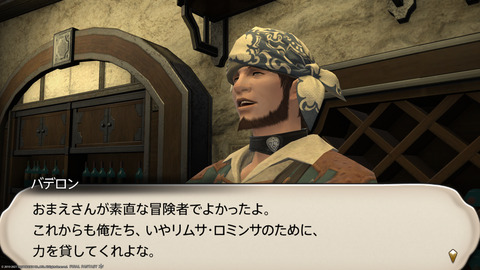 バデロン
おまえさんが素直な冒険者でよかったよ。
これからも俺たち、いやリムサ・ロミンサのために、
力を貸してくれよな。